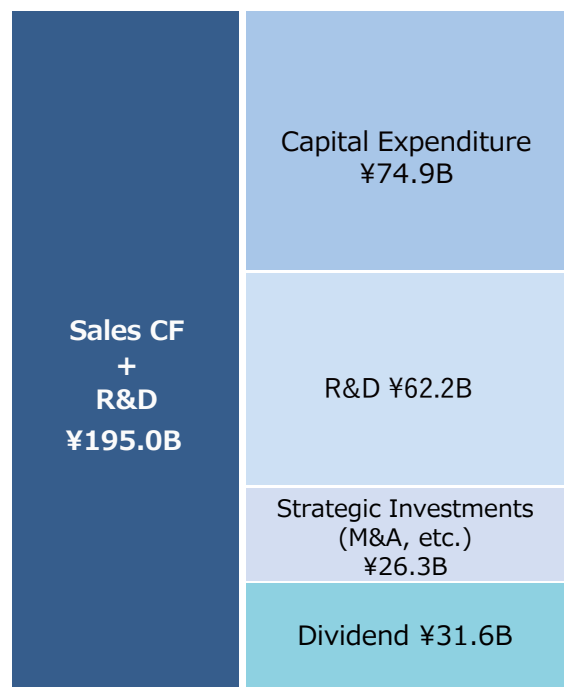 Sales CF
+
R&D
¥195.0B
Capital Expenditure
¥74.9B
R&D ¥62.2B
Strategic Investments
(M&A, etc.)
¥26.3B
Dividend ¥31.6B